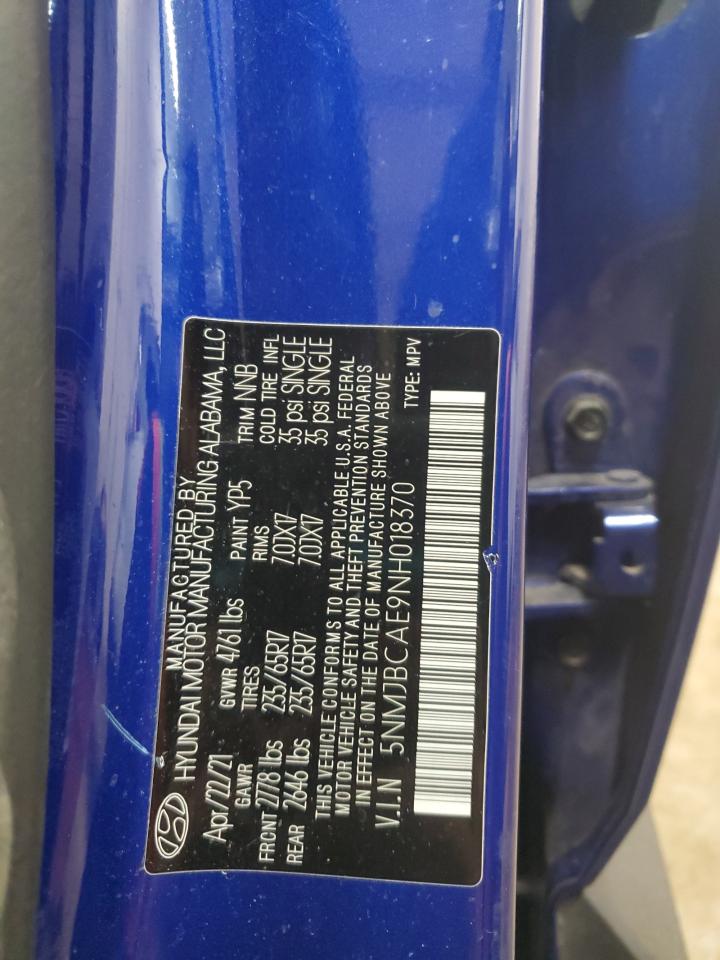 MANUFACTURED BY
HYUNDAI MOTOR MANUFACTURING ALABAMA, LLC
Apr/22/21 GVWR 4761 lbs PAINT YP5 TRIM NNB
GAWR TIRES RIMS COLD TIRE INFL
FRONT 2778 lbs 235/65R17 7.0JX17 35 psi SINGLE
REAR 2646 lbs 235/65R17 7.0JX17 35 psi SINGLE
THIS VEHICLE CONFORMS TO ALL APPLICABLE U.S.A. FEDERAL
MOTOR VEHICLE SAFETY AND THEFT PREVENTION STANDARDS
IN EFFECT ON THE DATE OF MANUFACTURE SHOWN ABOVE
V.I.N 5NMJBCAE9NH018370
TYPE: MPV